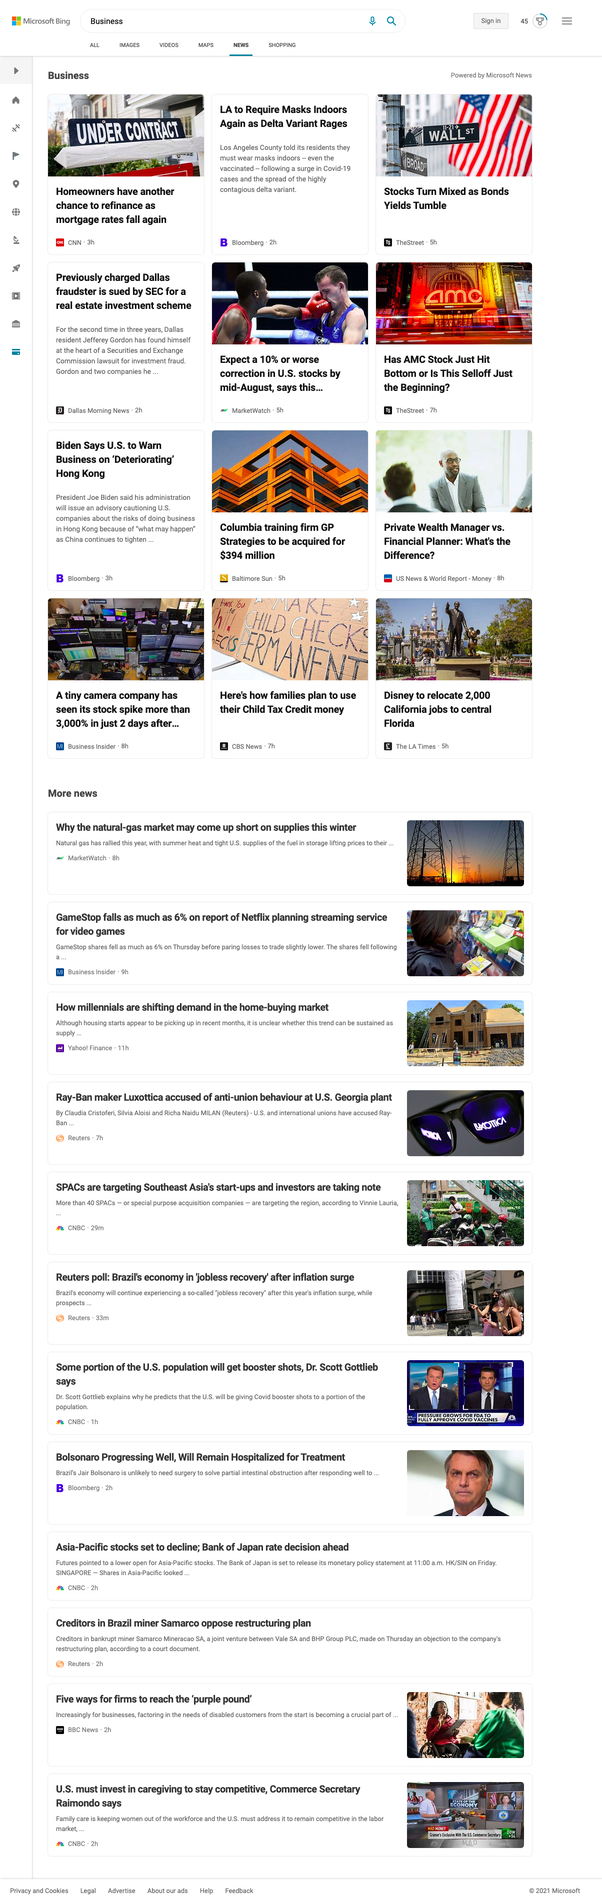 Microsoft Bing
Business
Sign in
45
ALL
IMAGES
VIDEOS
MAPS
NEWS
SHOPPING
Business
Powered by Microsoft News
UNDER CONTRACT
Homeowners have another
chance to refinance as
mortgage rates fall again
CNN · 3h
LA to Require Masks Indoors
Again as Delta Variant Rages
Los Angeles County told its residents they
must wear masks indoors -- even the
vaccinated -- following a surge in Covid-19
cases and the spread of the highly
contagious delta variant.
Bloomberg · 2h
WALL ST
BROAD
Stocks Turn Mixed as Bonds
Yields Tumble
TheStreet · 5h
Previously charged Dallas
fraudster is sued by SEC for a
real estate investment scheme
For the second time in three years, Dallas
resident Jefferey Gordon has found himself
at the heart of a Securities and Exchange
Commission lawsuit for investment fraud.
Gordon and two companies he ...
Dallas Morning News · 2h
Expect a 10% or worse
correction in U.S. stocks by
mid-August, says this...
MarketWatch · 5h
amc
Has AMC Stock Just Hit
Bottom or Is This Selloff Just
the Beginning?
TheStreet · 7h
Biden Says U.S. to Warn
Business on ‘Deteriorating’
Hong Kong
President Joe Biden said his administration
will issue an advisory cautioning U.S.
companies about the risks of doing business
in Hong Kong because of “what may happen”
as China continues to tighten ...
Bloomberg · 3h
Columbia training firm GP
Strategies to be acquired for
$394 million
Baltimore Sun · 5h
Private Wealth Manager vs.
Financial Planner: What's the
Difference?
US News & World Report - Money · 8h
A tiny camera company has
seen its stock spike more than
3,000% in just 2 days after...
Business Insider · 8h
MAKE
CHILD CHECKS
PERMANENT
Here's how families plan to use
their Child Tax Credit money
CBS News · 7h
Disney to relocate 2,000
California jobs to central
Florida
The LA Times · 5h
More news
Why the natural-gas market may come up short on supplies this winter
Natural gas has rallied this year, with summer heat and tight U.S. supplies of the fuel in storage lifting prices to their ...
MarketWatch · 8h
GameStop falls as much as 6% on report of Netflix planning streaming service
for video games
GameStop shares fell as much as 6% on Thursday before paring losses to trade slightly lower. The shares fell following
a ...
Business Insider · 9h
How millennials are shifting demand in the home-buying market
Although housing starts appear to be picking up in recent months, it is unclear whether this trend can be sustained as
supply ...
Yahoo! Finance · 11h
Ray-Ban maker Luxottica accused of anti-union behaviour at U.S. Georgia plant
By Claudia Cristoferi, Silvia Aloisi and Richa Naidu MILAN (Reuters) - U.S. and international unions have accused Ray-
Ban ...
Reuters · 7h
SPACs are targeting Southeast Asia's start-ups and investors are taking note
More than 40 SPACs — or special purpose acquisition companies — are targeting the region, according to Vinnie Lauria,
...
CNBC · 29m
Reuters poll: Brazil's economy in 'jobless recovery' after inflation surge
Brazil's economy will continue experiencing a so-called "jobless recovery" after this year's inflation surge, while
prospects ...
Reuters · 33m
Some portion of the U.S. population will get booster shots, Dr. Scott Gottlieb
says
Dr. Scott Gottlieb explains why he predicts that the U.S. will be giving Covid booster shots to a portion of the
population.
CNBC · 1h
PRESSURE GROWS FOR FDA TO
FULLY APPROVE COVID VACCINES
Bolsonaro Progressing Well, Will Remain Hospitalized for Treatment
Brazil's Jair Bolsonaro is unlikely to need surgery to solve partial intestinal obstruction after responding well to ...
Bloomberg · 2h
Asia-Pacific stocks set to decline; Bank of Japan rate decision ahead
Futures pointed to a lower open for Asia-Pacific stocks. The Bank of Japan is set to release its monetary policy statement at 11:00 a.m. HK/SIN on Friday.
SINGAPORE — Shares in Asia-Pacific looked ...
CNBC · 2h
Creditors in Brazil miner Samarco oppose restructuring plan
Creditors in bankrupt miner Samarco Mineracao SA, a joint venture between Vale SA and BHP Group PLC, made on Thursday an objection to the company's
restructuring plan, according to a court document.
Reuters · 2h
Five ways for firms to reach the ‘purple pound’
Increasingly for businesses, factoring in the needs of disabled customers from the start is becoming a crucial part of ...
BBC News · 2h
U.S. must invest in caregiving to stay competitive, Commerce Secretary
Raimondo says
Family care is keeping women out of the workforce and the U.S. must address it to remain competitive in the labor
market, ...
CNBC · 2h
Privacy and Cookies
Legal
Advertise
About our ads
Help
Feedback
© 2021 Microsoft